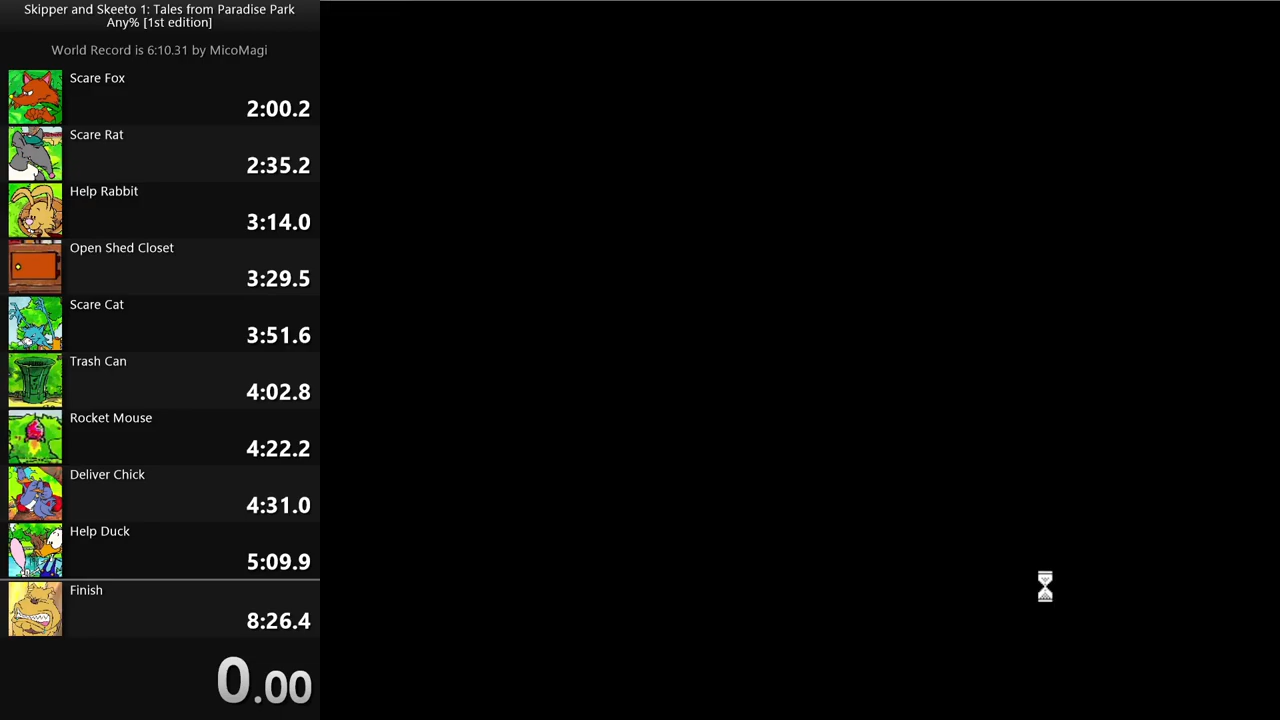 Skipper and Skeeto 1: Tales from Paradise Park
Any% [1st edition]
World Record is 6:10.31 by MicoMagi
Scare Fox
2:00.2
Scare Rat
2:35.2
Help Rabbit
3:14.0
Open Shed Closet
3:29.5
Scare Cat
3:51.6
Trash Can
4:02.8
Rocket Mouse
4:22.2
Deliver Chick
4:31.0
Help Duck
5:09.9
Finish
8:26.4
0.00